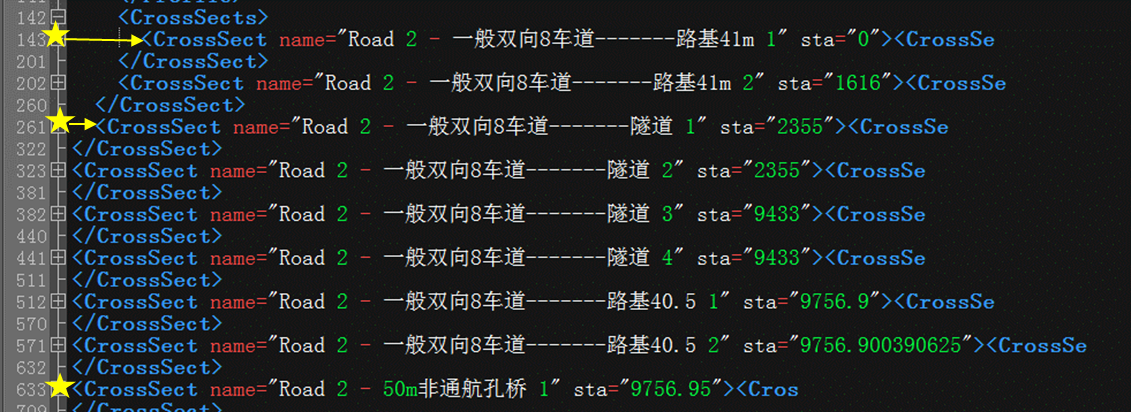 142 <CrossSects>
143 <CrossSect name="Road 2 - 一般双向8车道-------路基41m 1" sta="0"><CrossSe
201 </CrossSect>
202 <CrossSect name="Road 2 - 一般双向8车道-------路基41m 2" sta="1616"><CrossSe
260 </CrossSect>
261 <CrossSect name="Road 2 - 一般双向8车道-------隧道 1" sta="2355"><CrossSe
322 </CrossSect>
323 <CrossSect name="Road 2 - 一般双向8车道-------隧道 2" sta="2355"><CrossSe
381 </CrossSect>
382 <CrossSect name="Road 2 - 一般双向8车道-------隧道 3" sta="9433"><CrossSe
440 </CrossSect>
441 <CrossSect name="Road 2 - 一般双向8车道-------隧道 4" sta="9433"><CrossSe
511 </CrossSect>
512 <CrossSect name="Road 2 - 一般双向8车道-------路基40.5 1" sta="9756.9"><CrossSe
570 </CrossSect>
571 <CrossSect name="Road 2 - 一般双向8车道-------路基40.5 2" sta="9756.900390625"><CrossSe
632 </CrossSect>
633 <CrossSect name="Road 2 - 50m非通航孔桥 1" sta="9756.95"><Cros
709 </CrossSect>